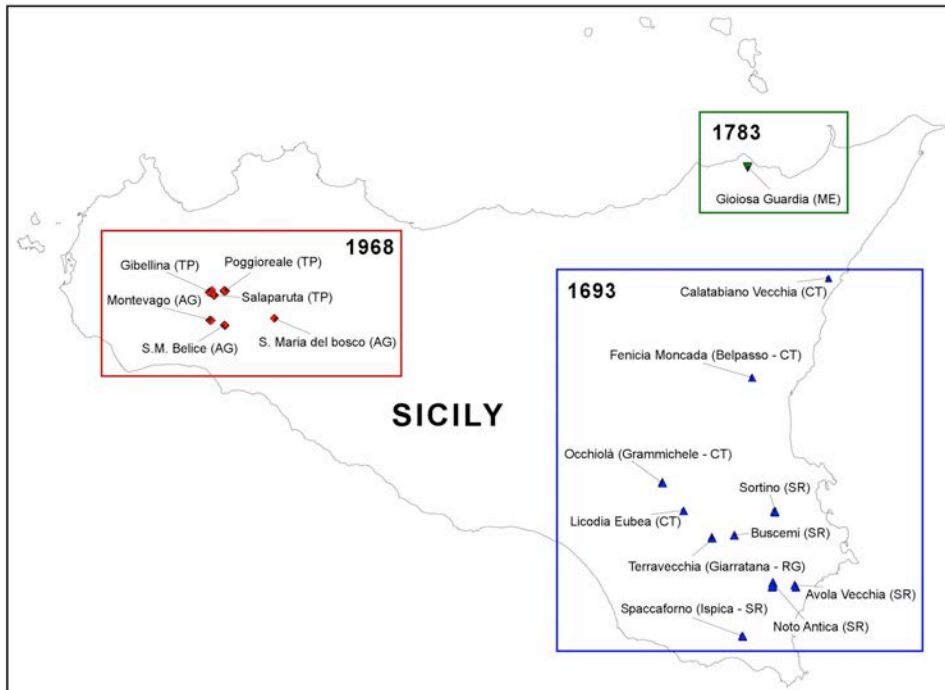 1783
Gioiosa Guardia (ME)
1968
Gibellina (TP)
Poggioreale (TP)
Montevago (AG)
Salaparuta (TP)
S.M. Belice (AG)
S. Maria del bosco (AG)
SICILY
1693
Calatabiano Vecchia (CT)
Fenicia Moncada (Belpasso - CT)
Occhiolà (Grammichele - CT)
Sortino (SR)
Licodia Eubea (CT)
Buscemi (SR)
Terravecchia (Giarratana - RG)
Avola Vecchia (SR)
Spaccaforno (Ispica - SR)
Noto Antica (SR)